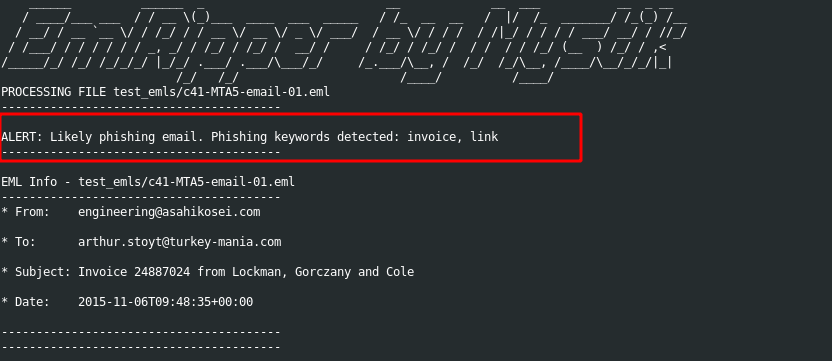 PROCESSING FILE test_emls/c41-MTA5-email-01.eml
----------------------------------------
ALERT: Likely phishing email. Phishing keywords detected: invoice, link
----------------------------------------
EML Info - test_emls/c41-MTA5-email-01.eml
----------------------------------------
* From:    engineering@asahikosei.com
* To:      arthur.stoyt@turkey-mania.com
* Subject: Invoice 24887024 from Lockman, Gorczany and Cole
* Date:    2015-11-06T09:48:35+00:00
----------------------------------------
----------------------------------------